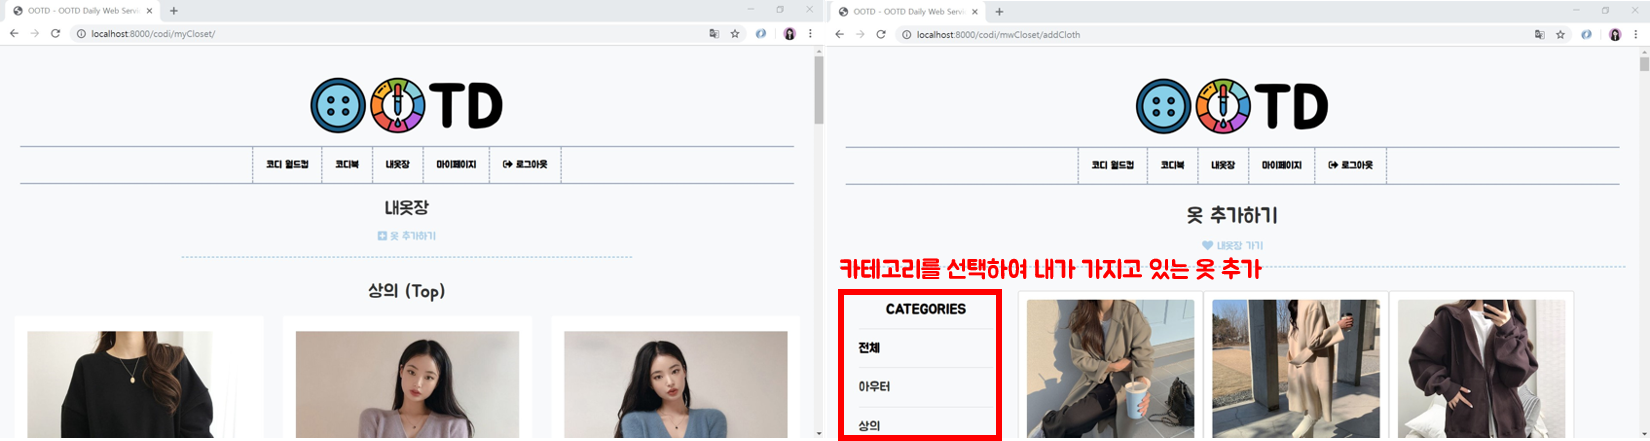 OOTD - OOTD Daily Web Servi
localhost:8000/codi/myCloset/
OOTD
코디 월드컵 코디북 내옷장 마이페이지 로그아웃
내옷장
옷 추가하기
상의 (Top)
OOTD - OOTD Daily Web Servi
localhost:8000/codi/mwCloset/addCloth
OOTD
코디 월드컵 코디북 내옷장 마이페이지 로그아웃
옷 추가하기
내옷장 가기
카테고리를 선택하여 내가 가지고 있는 옷 추가
CATEGORIES
전체
아우터
상의